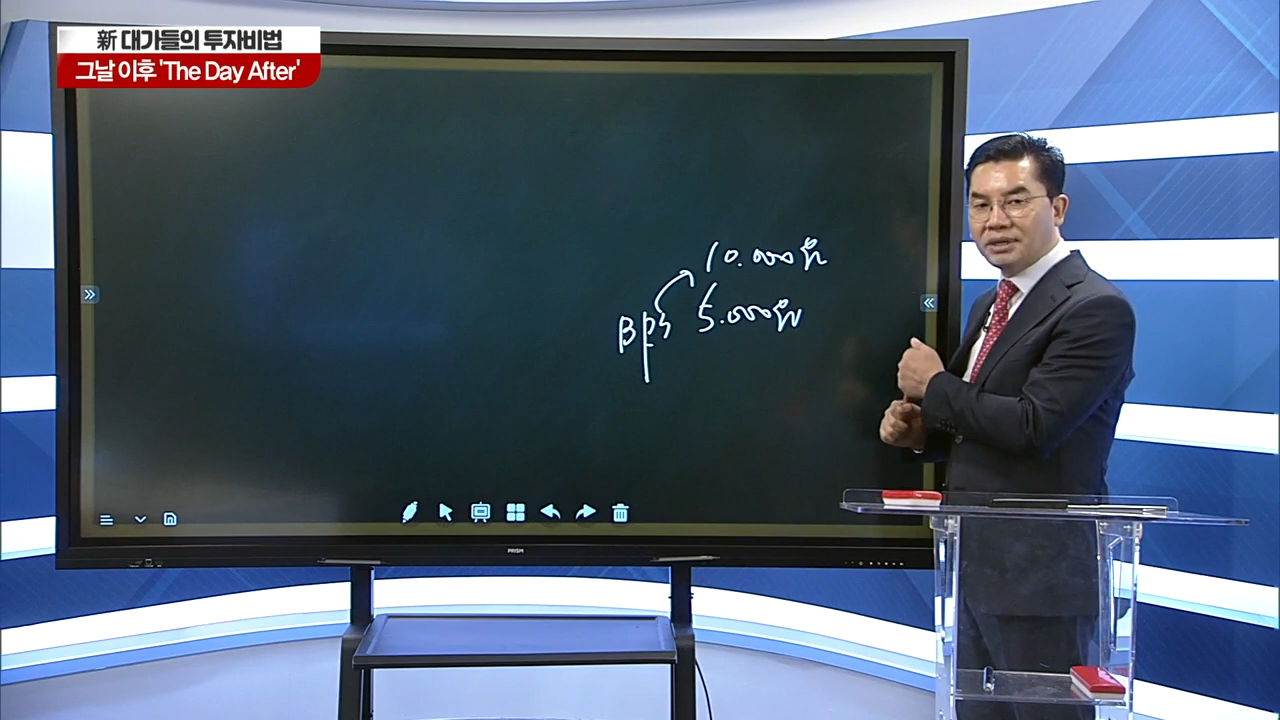 新 대가들의 투자비법
그날 이후 'The Day After'
10.000원
Bps 5.000원
PRISM